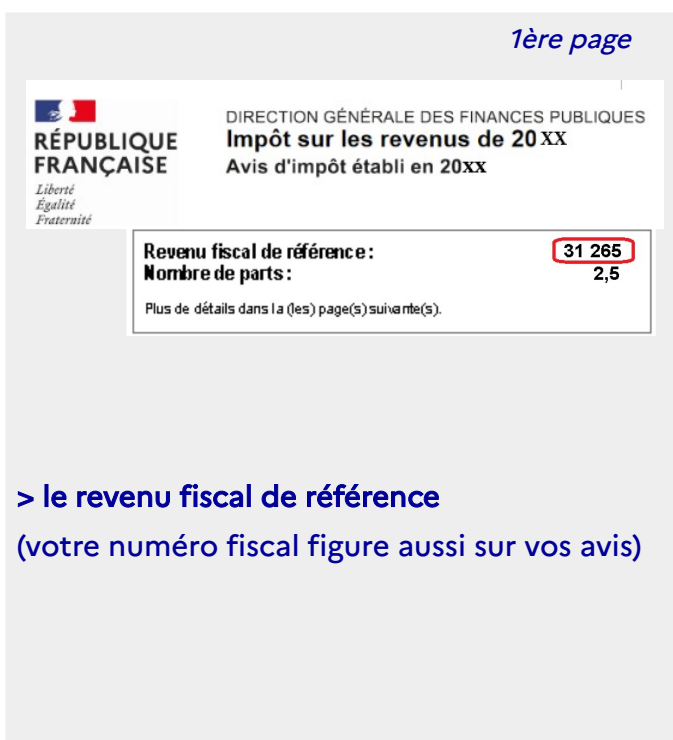 1ère page
RÉPUBLIQUE
FRANÇAISE
Liberté
Égalité
Fraternité
DIRECTION GÉNÉRALE DES FINANCES PUBLIQUES
Impôt sur les revenus de 20 XX
Avis d'impôt établi en 20xx
Revenu fiscal de référence : 31 265
Nombre de parts : 2,5
Plus de détails dans la (les) page(s) suivante(s).
> le revenu fiscal de référence
(votre numéro fiscal figure aussi sur vos avis)